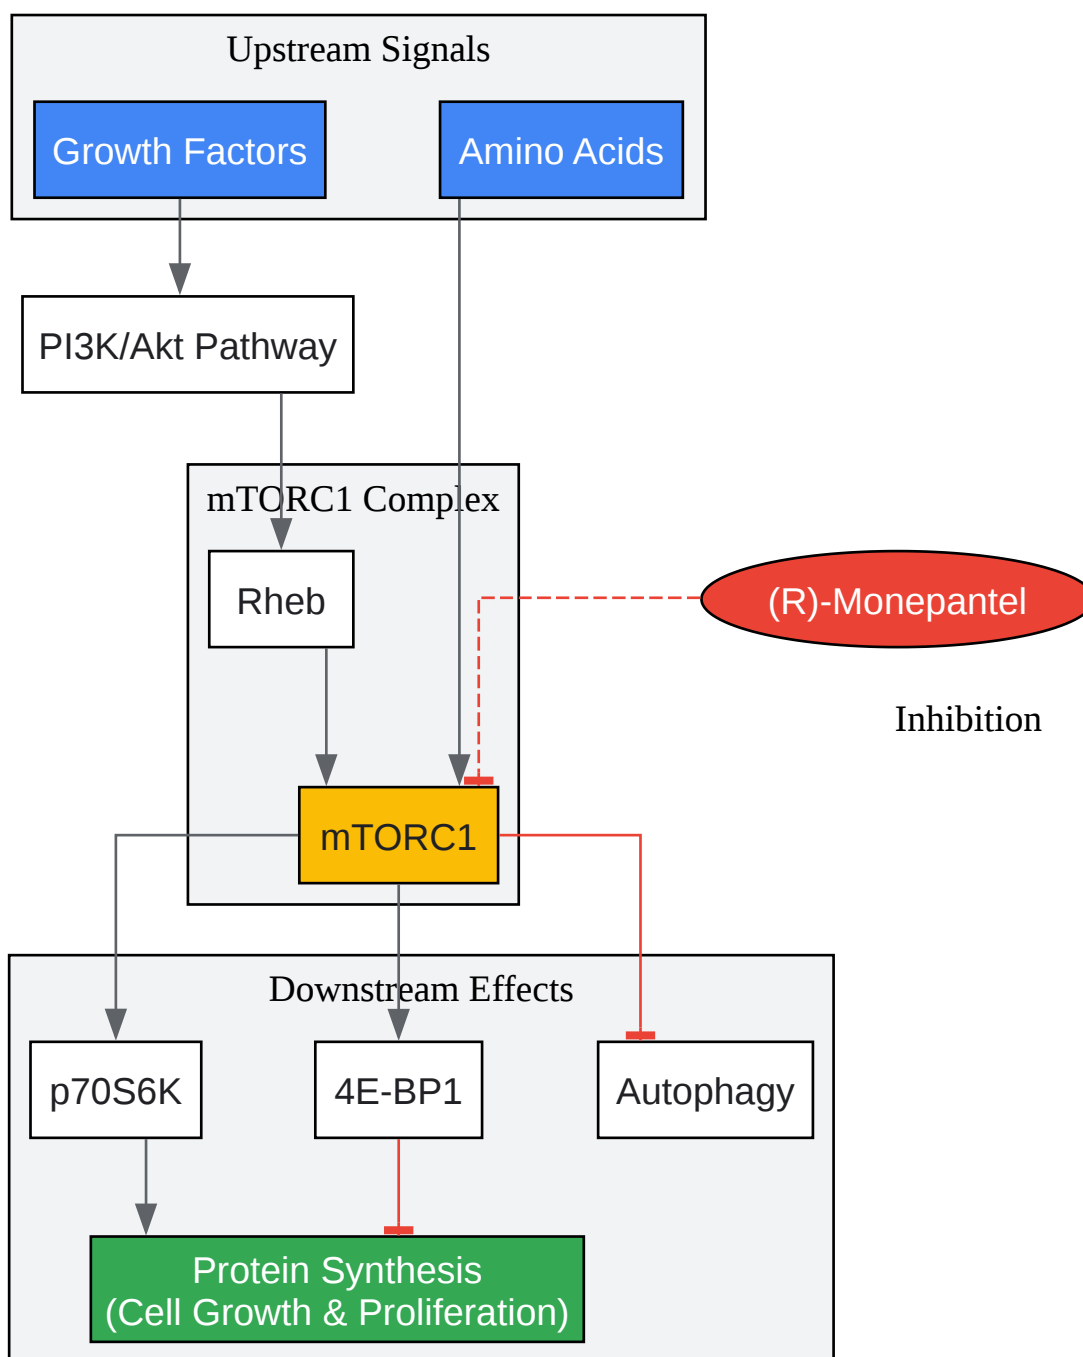 Upstream Signals
Growth Factors
Amino Acids
PI3K/Akt Pathway
mTORC1 Complex
Rheb
(R)-Monepantel
Inhibition
mTORC1
Downstream Effects
p70S6K
4E-BP1
Autophagy
Protein Synthesis
(Cell Growth & Proliferation)